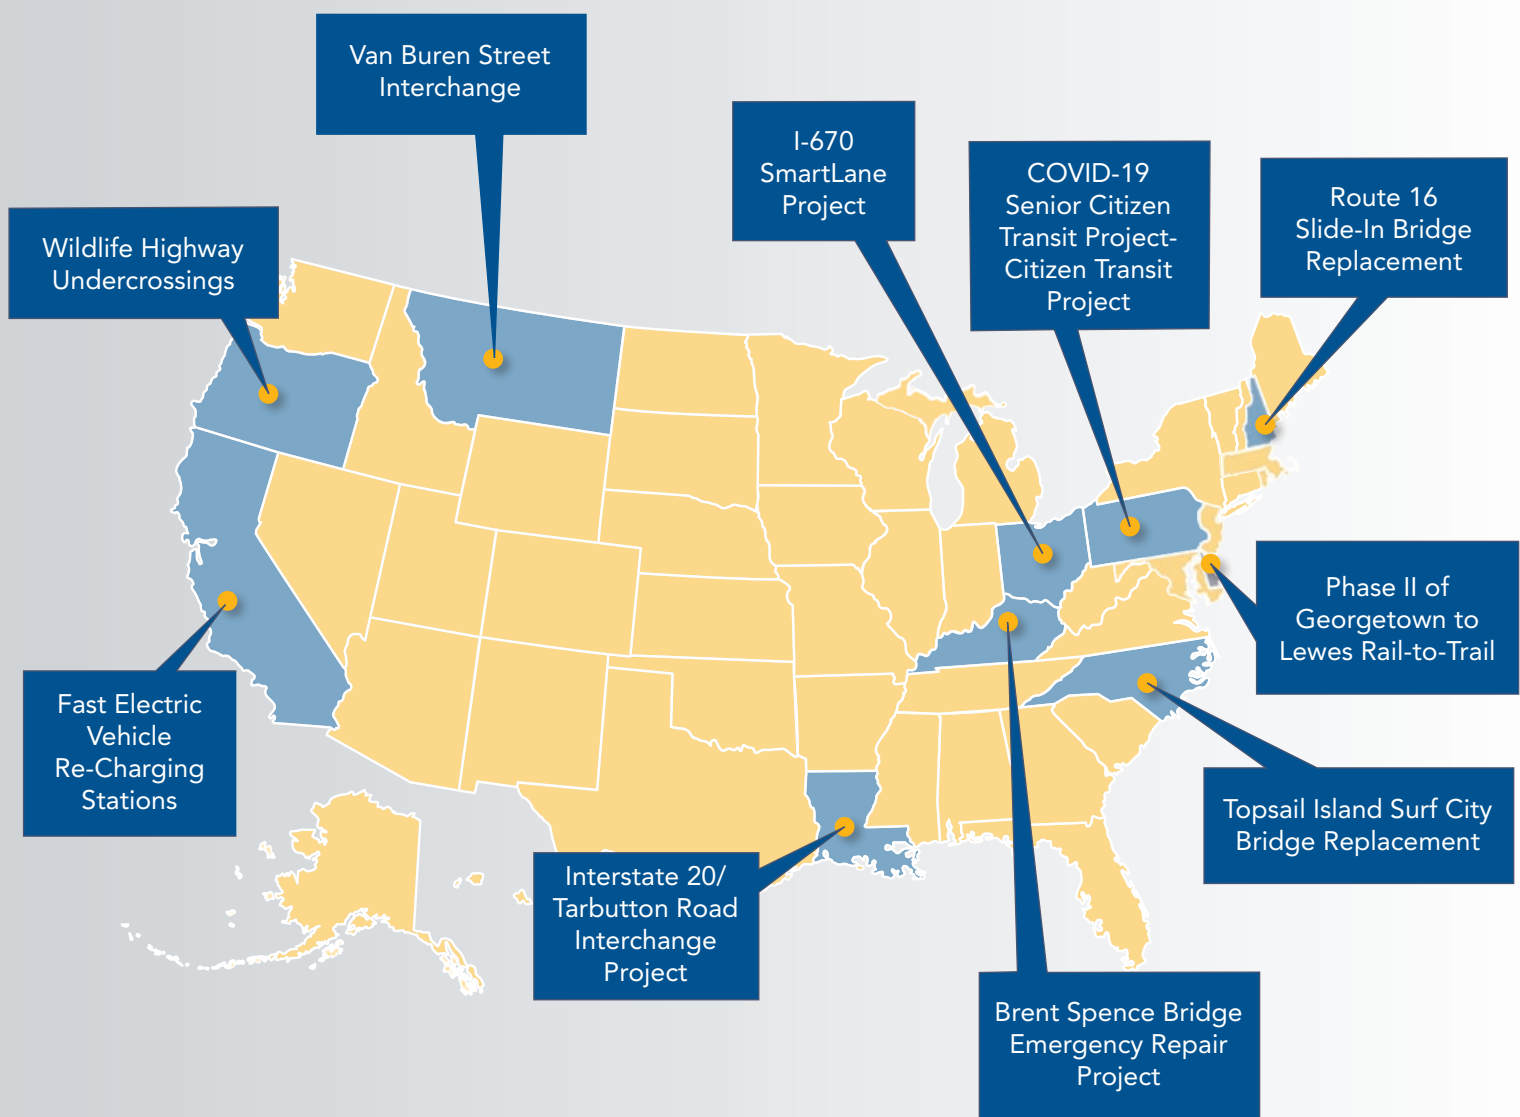 Van Buren Street
Interchange
I-670
SmartLane
Project
COVID-19
Senior Citizen
Transit Project-
Citizen Transit
Project
Route 16
Slide-In Bridge
Replacement
Wildlife Highway
Undercrossings
Phase II of
Georgetown to
Lewes Rail-to-Trail
Fast Electric
Vehicle
Re-Charging
Stations
Topsail Island Surf City
Bridge Replacement
Interstate 20/
Tarbutton Road
Interchange
Project
Brent Spence Bridge
Emergency Repair
Project